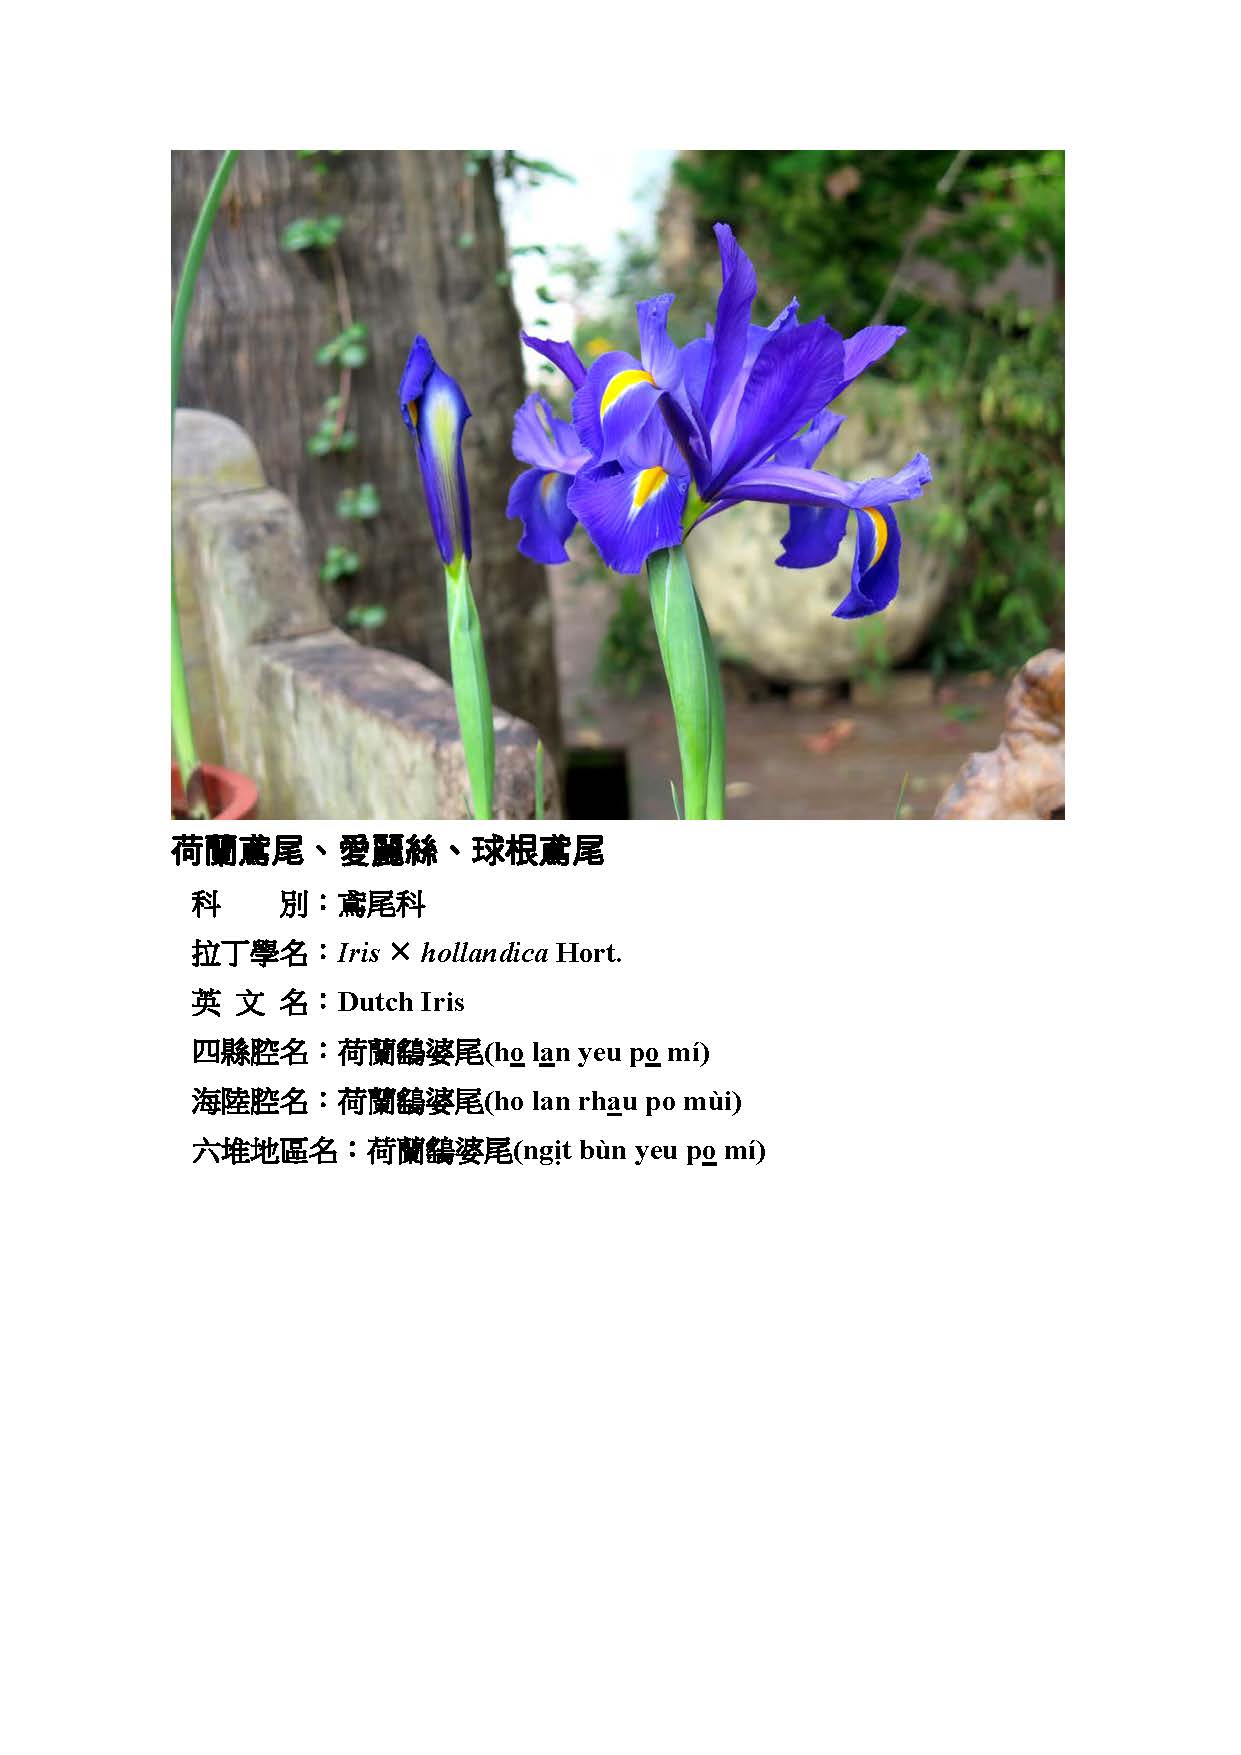 荷蘭鳶尾、愛麗絲、球根鳶尾
科　　別：鳶尾科
拉丁學名：Iris × hollandica Hort.
英 文 名：Dutch Iris
四縣腔名：荷蘭鷂婆尾(ho lan yeu po mí)
海陸腔名：荷蘭鷂婆尾(ho lan rhau po mùi)
六堆地區名：荷蘭鷂婆尾(ngịt bùn yeu po mí)